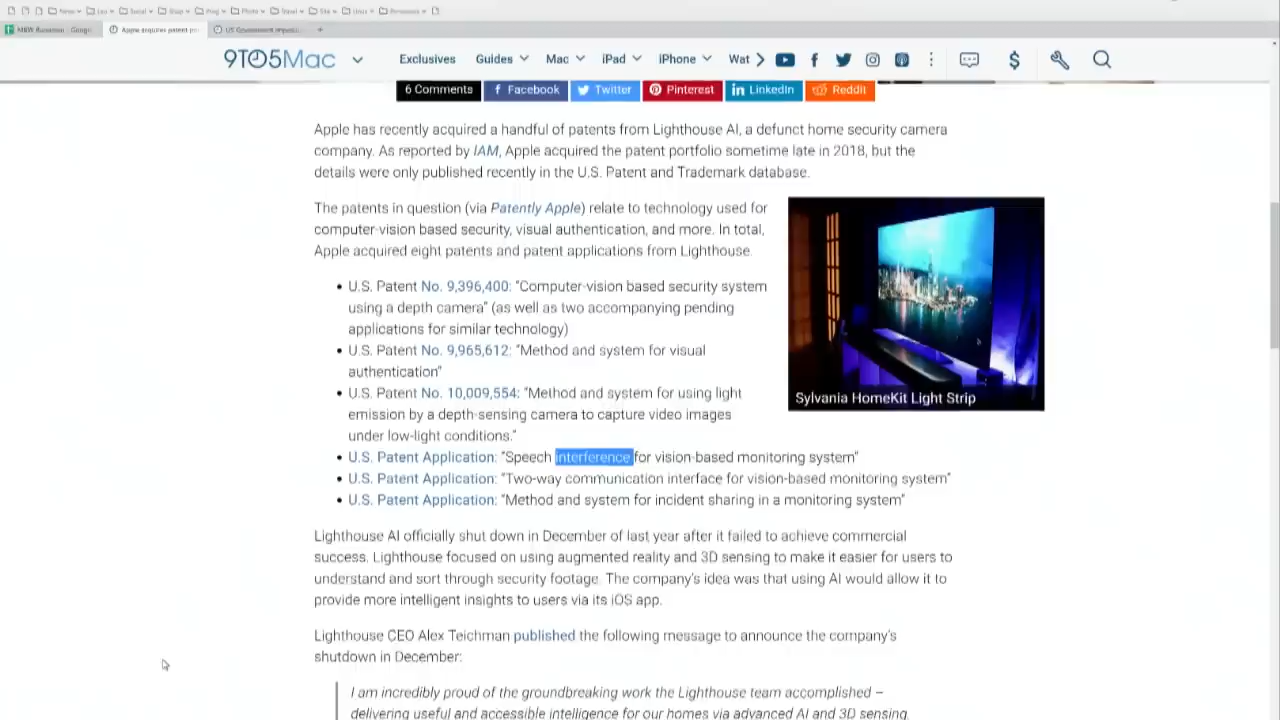 News
Social
Shop
Prog
Photo
Travel
Site
Linux
Apple acquires patent po
US Government
9TO5Mac
Exclusives Guides Mac iPad iPhone Wat
6 Comments Facebook Twitter Pinterest LinkedIn Reddit
Apple has recently acquired a handful of patents from Lighthouse AI, a defunct home security camera
company. As reported by IAM, Apple acquired the patent portfolio sometime late in 2018, but the
details were only published recently in the U.S. Patent and Trademark database.
The patents in question (via Patently Apple) relate to technology used for
computer-vision based security, visual authentication, and more. In total,
Apple acquired eight patents and patent applications from Lighthouse.
• U.S. Patent No. 9,396,400: “Computer-vision based security system
using a depth camera” (as well as two accompanying pending
applications for similar technology)
• U.S. Patent No. 9,965,612: “Method and system for visual
authentication”
• U.S. Patent No. 10,009,554: “Method and system for using light
emission by a depth-sensing camera to capture video images
under low-light conditions.”
Sylvania HomeKit Light Strip
• U.S. Patent Application: “Speech interference for vision-based monitoring system”
• U.S. Patent Application: “Two-way communication interface for vision-based monitoring system”
• U.S. Patent Application: “Method and system for incident sharing in a monitoring system”
Lighthouse AI officially shut down in December of last year after it failed to achieve commercial
success. Lighthouse focused on using augmented reality and 3D sensing to make it easier for users to
understand and sort through security footage. The company’s idea was that using AI would allow it to
provide more intelligent insights to users via its iOS app.
Lighthouse CEO Alex Teichman published the following message to announce the company’s
shutdown in December:
I am incredibly proud of the groundbreaking work the Lighthouse team accomplished –
delivering useful and accessible intelligence for our homes via advanced AI and 3D sensing.